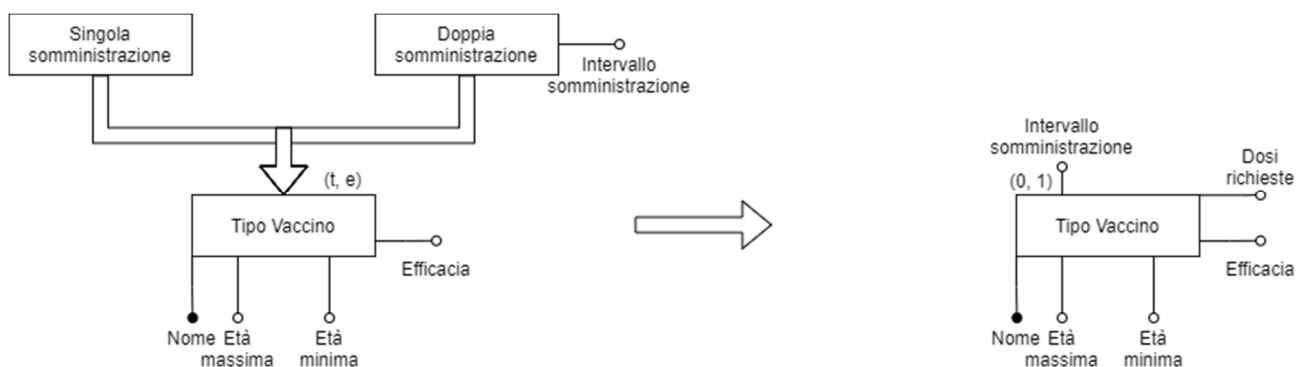 Singola
somministrazione
Doppia
somministrazione
Intervallo
somministrazione
(t, e)
Tipo Vaccino
Efficacia
Nome
Età
massima
Età
minima
Intervallo
somministrazione
(0, 1)
Dosi
richieste
Tipo Vaccino
Efficacia
Nome
Età
massima
Età
minima